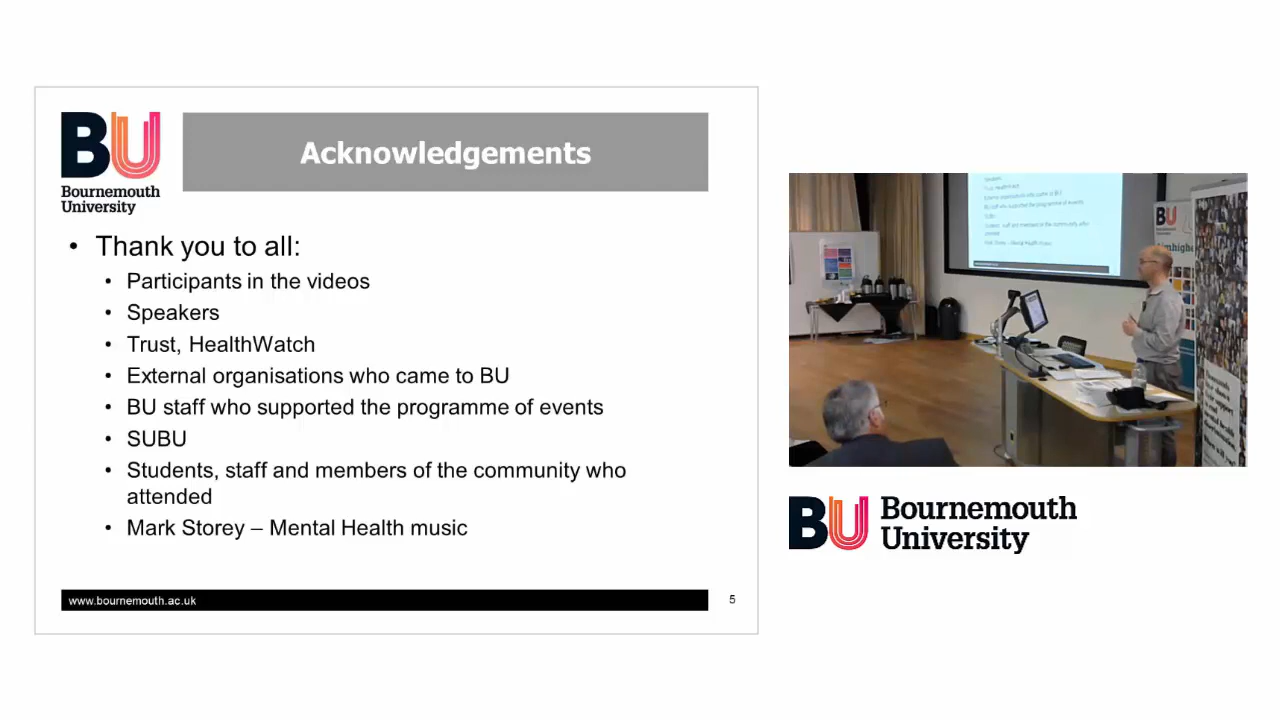 BU
Bournemouth
University
Acknowledgements
• Thank you to all:
• Participants in the videos
• Speakers
• Trust, HealthWatch
• External organisations who came to BU
• BU staff who supported the programme of events
• SUBU
• Students, staff and members of the community who
attended
• Mark Storey – Mental Health music
www.bournemouth.ac.uk
5
BU
BU
Bournemouth
University